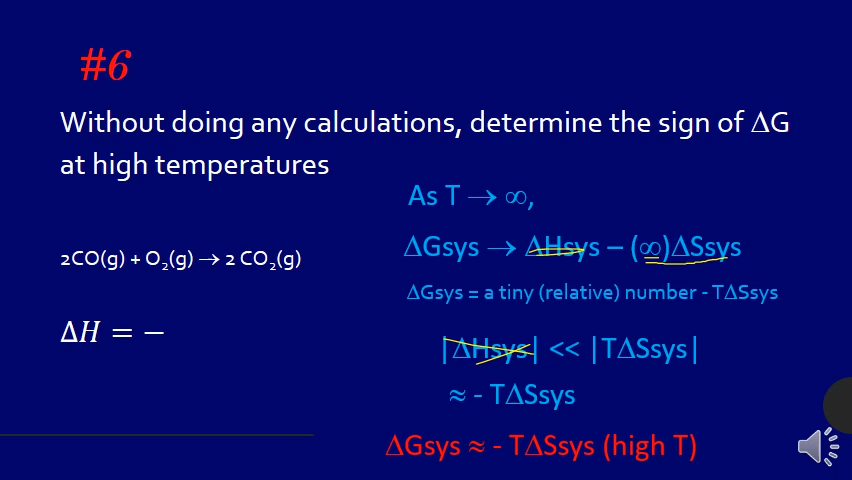 #6
Without doing any calculations, determine the sign of ΔG
at high temperatures
As T → ∞,
ΔGsys → ΔHsys – (∞)ΔSsys
2CO(g) + O₂(g) → 2 CO₂(g)
ΔGsys = a tiny (relative) number - TΔSsys
ΔH = −
|ΔHsys| << |TΔSsys|
≈ - TΔSsys
ΔGsys ≈ - TΔSsys (high T)